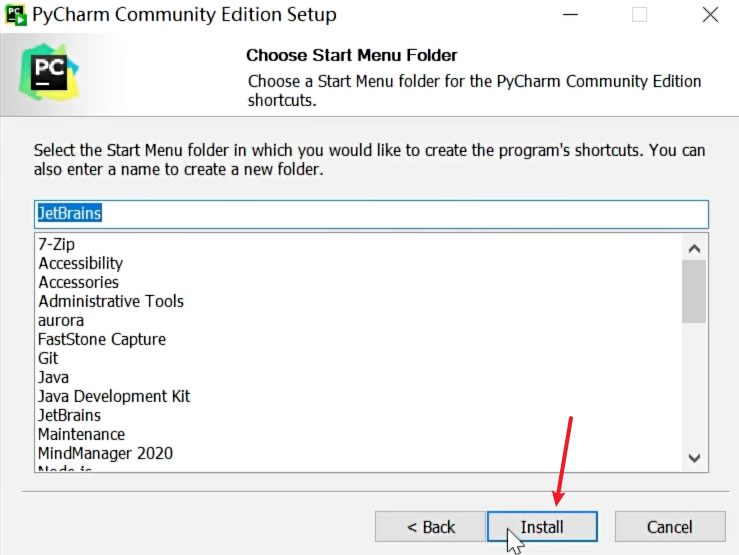 PC
PyCharm Community Edition Setup
PC
Choose Start Menu Folder
Choose a Start Menu folder for the PyCharm Community Edition
shortcuts.
Select the Start Menu folder in which you would like to create the program's shortcuts. You can
also enter a name to create a new folder.
JetBrains
7-Zip
Accessibility
Accessories
Administrative Tools
aurora
FastStone Capture
Git
Java
Java Development Kit
JetBrains
Maintenance
MindManager 2020
Node.js
< Back
Install
Cancel